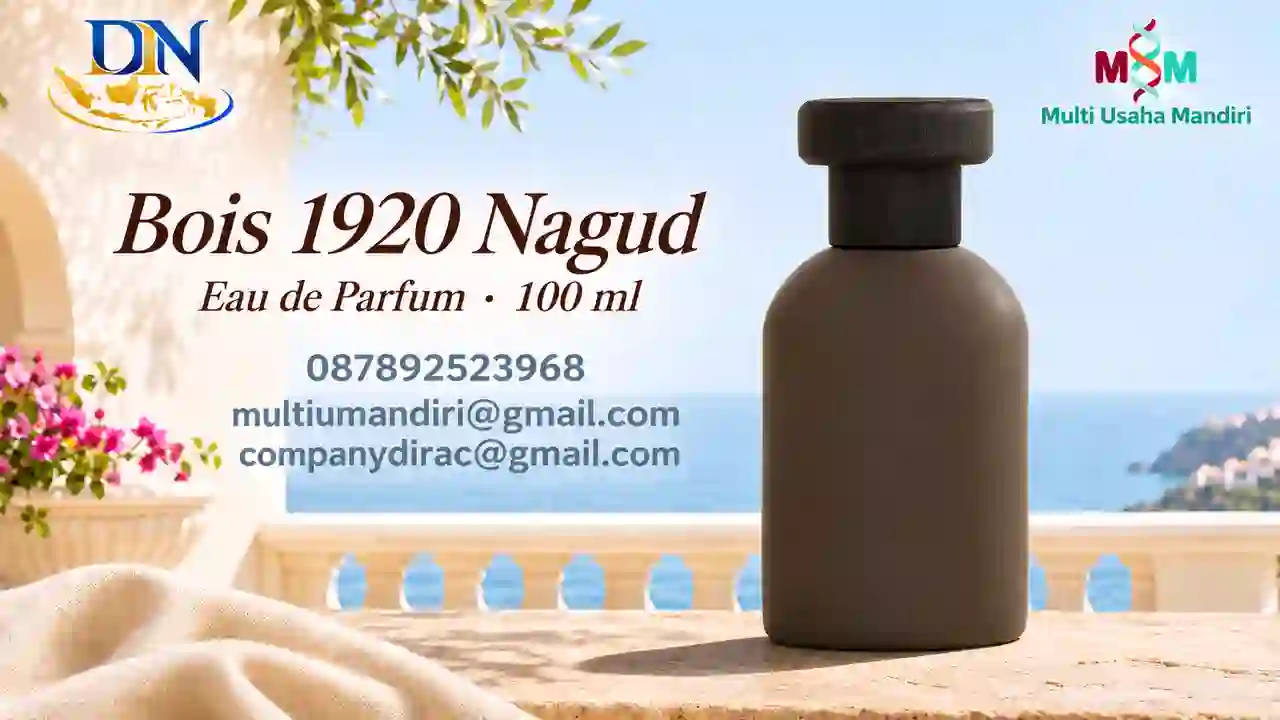 DN
MSM
Multi Usaha Mandiri
Bois 1920 Nagud
Eau de Parfum • 100 ml
087892523968
multiumandiri@gmail.com
companydirac@gmail.com